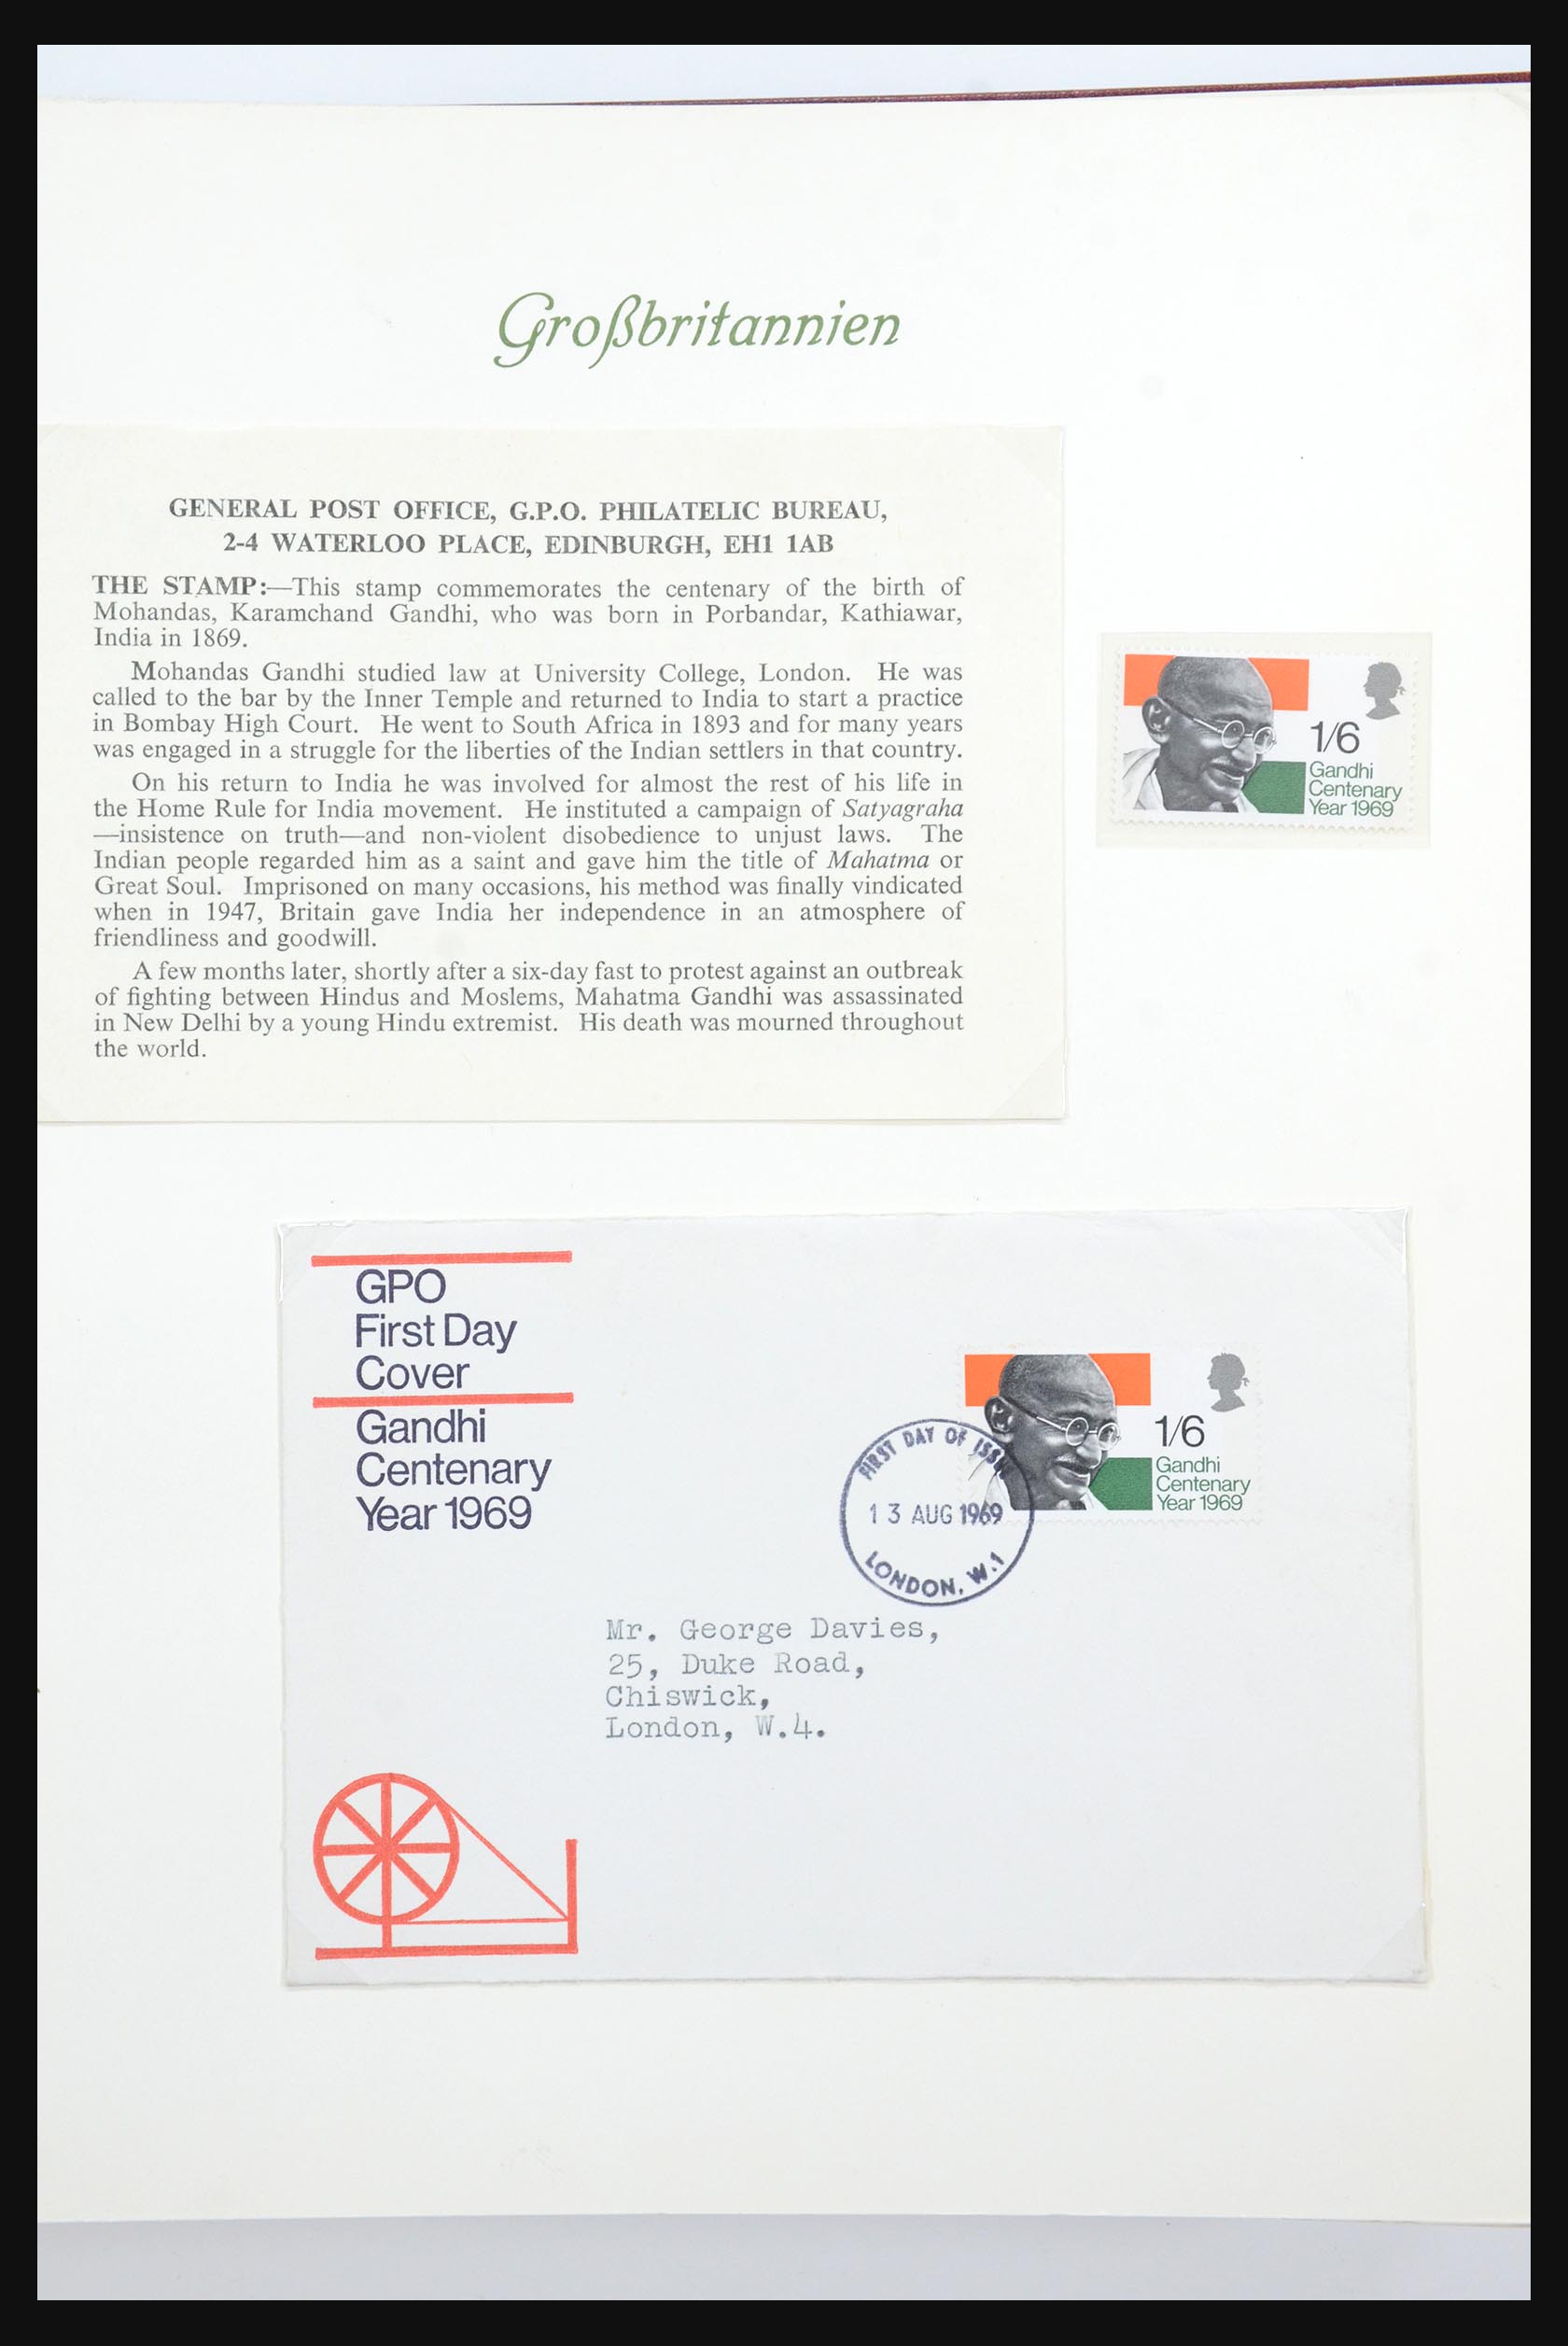 Großbritannien
GENERAL POST OFFICE, G.P.O. PHILATELIC BUREAU,
2-4 WATERLOO PLACE, EDINBURGH, EH1 1AB
THE STAMP:—This stamp commemorates the centenary of the birth of
Mohandas, Karamchand Gandhi, who was born in Porbandar, Kathiawar,
India in 1869.
Mohandas Gandhi studied law at University College, London. He was
called to the bar by the Inner Temple and returned to India to start a practice
in Bombay High Court. He went to South Africa in 1893 and for many years
was engaged in a struggle for the liberties of the Indian settlers in that country.
On his return to India he was involved for almost the rest of his life in
the Home Rule for India movement. He instituted a campaign of Satyagraha
—insistence on truth—and non-violent disobedience to unjust laws. The
Indian people regarded him as a saint and gave him the title of Mahatma or
Great Soul. Imprisoned on many occasions, his method was finally vindicated
when in 1947, Britain gave India her independence in an atmosphere of
friendliness and goodwill.
A few months later, shortly after a six-day fast to protest against an outbreak
of fighting between Hindus and Moslems, Mahatma Gandhi was assassinated
in New Delhi by a young Hindu extremist. His death was mourned throughout
the world.
1/6
Gandhi
Centenary
Year 1969
GPO
First Day
Cover
Gandhi
Centenary
Year 1969
1/6
Gandhi
Centenary
Year 1969
FIRST DAY OF ISS
13 AUG 1969
LONDON, W.1
Mr. George Davies,
25, Duke Road,
Chiswick,
London, W.4.